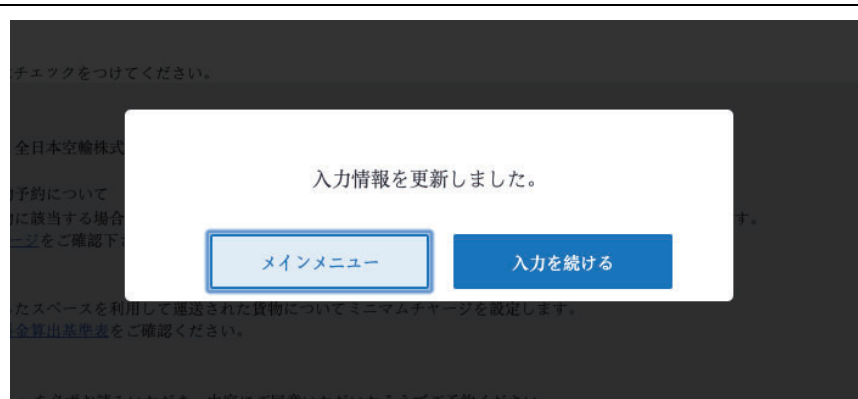 チェックをつけてください。
全日本空輸株式
予約について
に該当する場合
す。
ージをご確認下
入力情報を更新しました。
メインメニュー
入力を続ける
たスペースを利用して運送された貨物についてミニマムチャージを設定します。
金算出基準表をご確認ください。